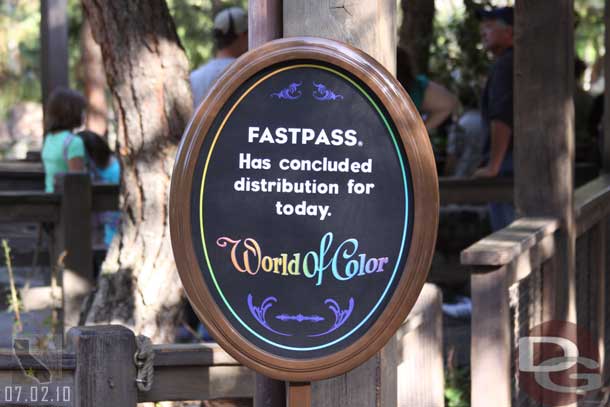 FASTPASS®
Has concluded
distribution for
today.
World Of Color
07.02.10
DG